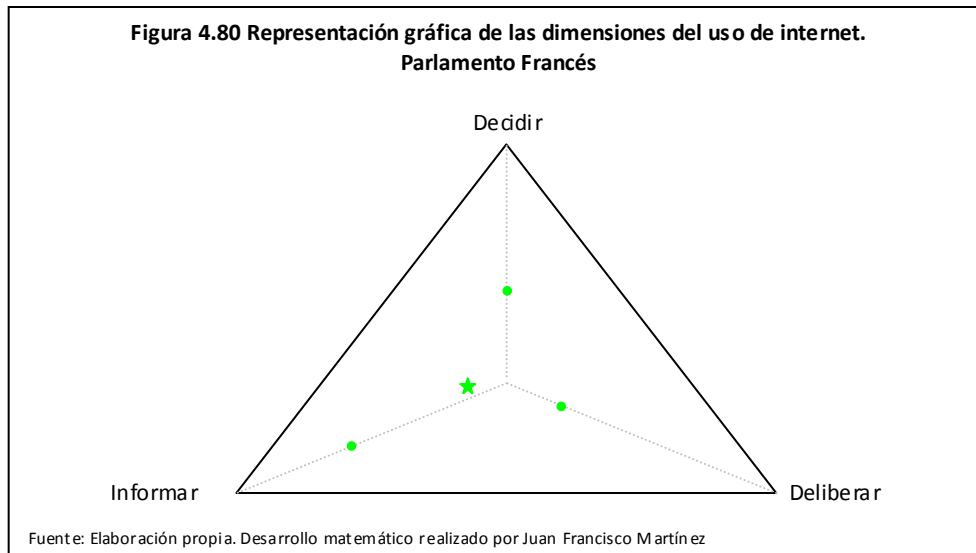 Figura 4.80 Representación gráfica de las dimensiones del uso de internet.
Parlamento Francés
Decidir
Informar
Deliberar
Fuente: Elaboración propia. Desarrollo matemático realizado por Juan Francisco Martínez